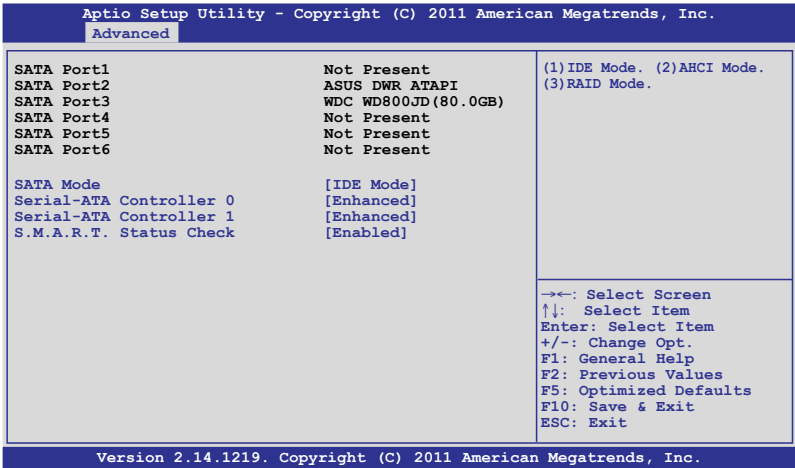 Aptio Setup Utility - Copyright (C) 2011 American Megatrends, Inc.
Advanced
SATA Port1 Not Present
SATA Port2 ASUS DWR ATAPI
SATA Port3 WDC WD800JD(80.0GB)
SATA Port4 Not Present
SATA Port5 Not Present
SATA Port6 Not Present
SATA Mode [IDE Mode]
Serial-ATA Controller 0 [Enhanced]
Serial-ATA Controller 1 [Enhanced]
S.M.A.R.T. Status Check [Enabled]
(1)IDE Mode. (2)AHCI Mode.
(3)RAID Mode.
→←: Select Screen
↑↓: Select Item
Enter: Select Item
+/-: Change Opt.
F1: General Help
F2: Previous Values
F5: Optimized Defaults
F10: Save & Exit
ESC: Exit
Version 2.14.1219. Copyright (C) 2011 American Megatrends, Inc.